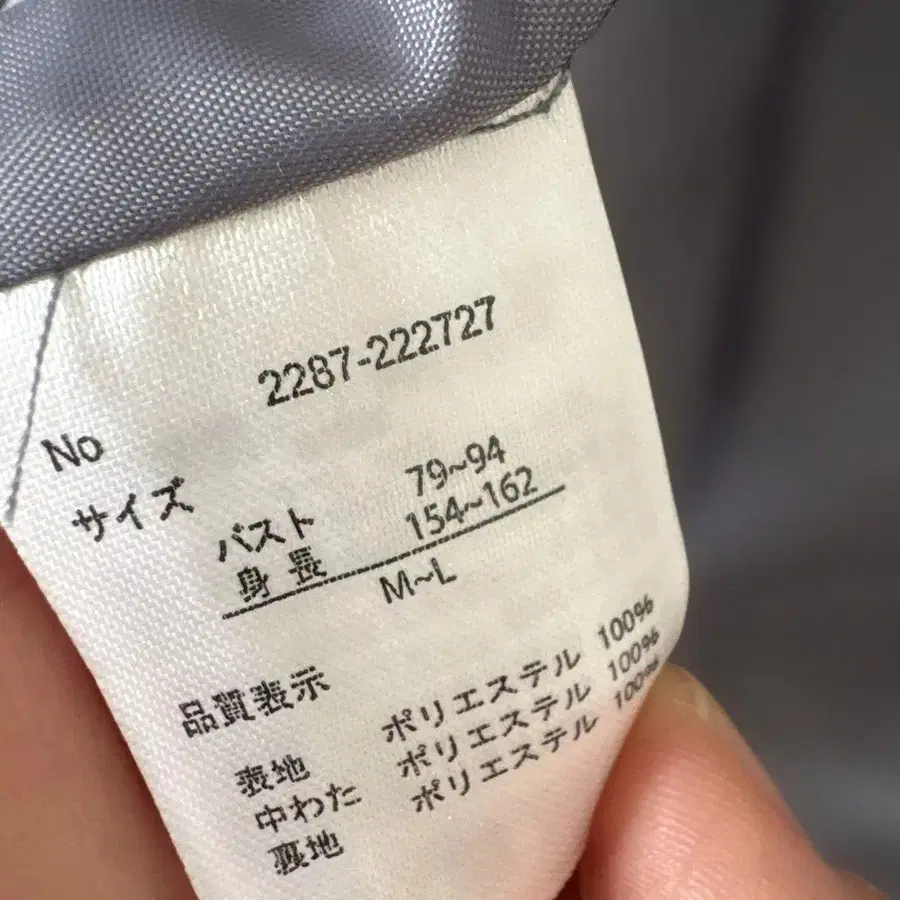 No 2287-222727
サイズ
バスト 79~94
身長 154~162
M~L
品質表示
表地 ポリエステル 100%
中わた ポリエステル 100%
裏地 ポリエステル 100%